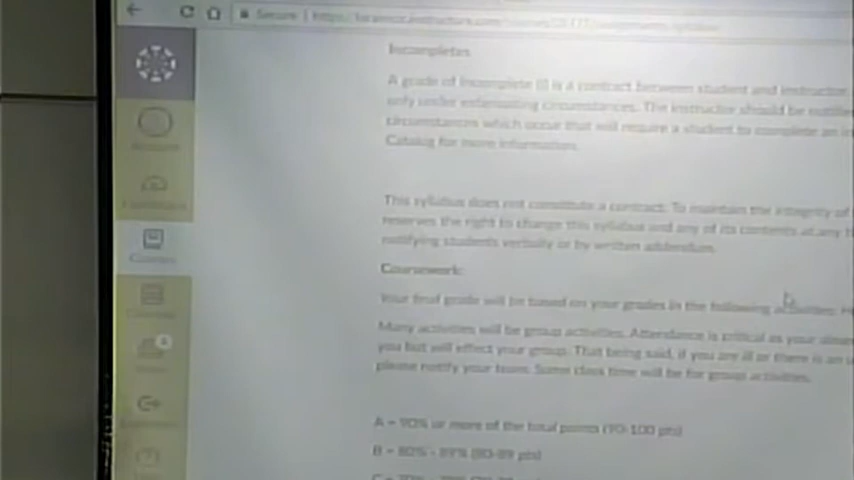 Secure
Incompletes
A grade of Incomplete (I) is a contract between student and instructor
only under extenuating circumstances. The instructor should be notified
circumstances which occur that will require a student to complete an
Catalog for more information.
This syllabus does not constitute a contract. To maintain the integrity of
reserves the right to change this syllabus and any of its contents at any
notifying students verbally or by written addendum.
Courses
Coursework:
Your final grade will be based on your grades in the following activities:
Many activities will be group activities. Attendance is critical as your
you but will effect your group. That being said, if you are ill or there is an
please notify your team. Some class time will be for group activities.
A = 90% or more of the total points (90-100 pts)
B = 80% - 89% (80-89 pts)